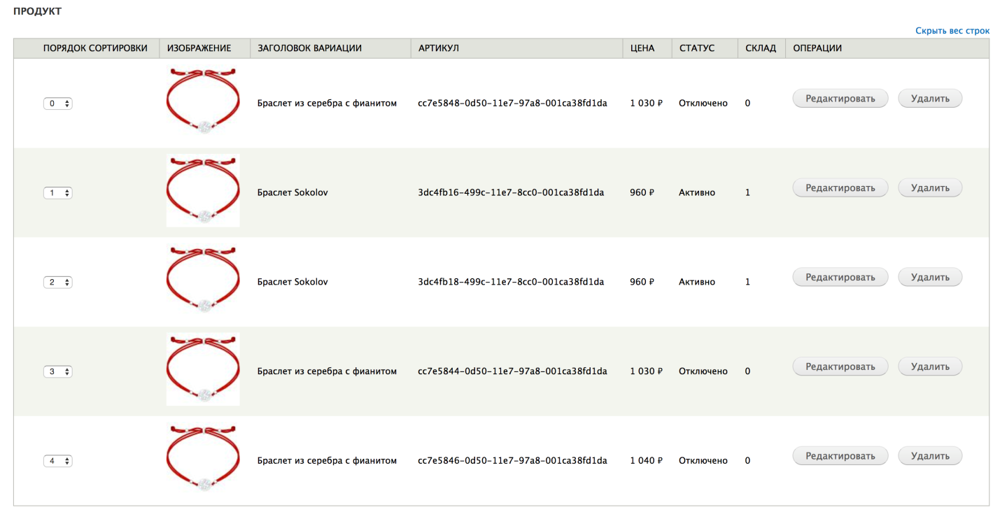 ПРОДУКТ
Скрыть вес строк
ПОРЯДОК СОРТИРОВКИ ИЗОБРАЖЕНИЕ ЗАГОЛОВОК ВАРИАЦИИ АРТИКУЛ ЦЕНА СТАТУС СКЛАД ОПЕРАЦИИ
0 Браслет из серебра с фианитом cc7e5848-0d50-11e7-97a8-001ca38fd1da 1 030 ₽ Отключено 0 Редактировать Удалить
1 Браслет Sokolov 3dc4fb16-499c-11e7-8cc0-001ca38fd1da 960 ₽ Активно 1 Редактировать Удалить
2 Браслет Sokolov 3dc4fb18-499c-11e7-8cc0-001ca38fd1da 960 ₽ Активно 1 Редактировать Удалить
3 Браслет из серебра с фианитом cc7e5844-0d50-11e7-97a8-001ca38fd1da 1 030 ₽ Отключено 0 Редактировать Удалить
4 Браслет из серебра с фианитом cc7e5846-0d50-11e7-97a8-001ca38fd1da 1 040 ₽ Отключено 0 Редактировать Удалить